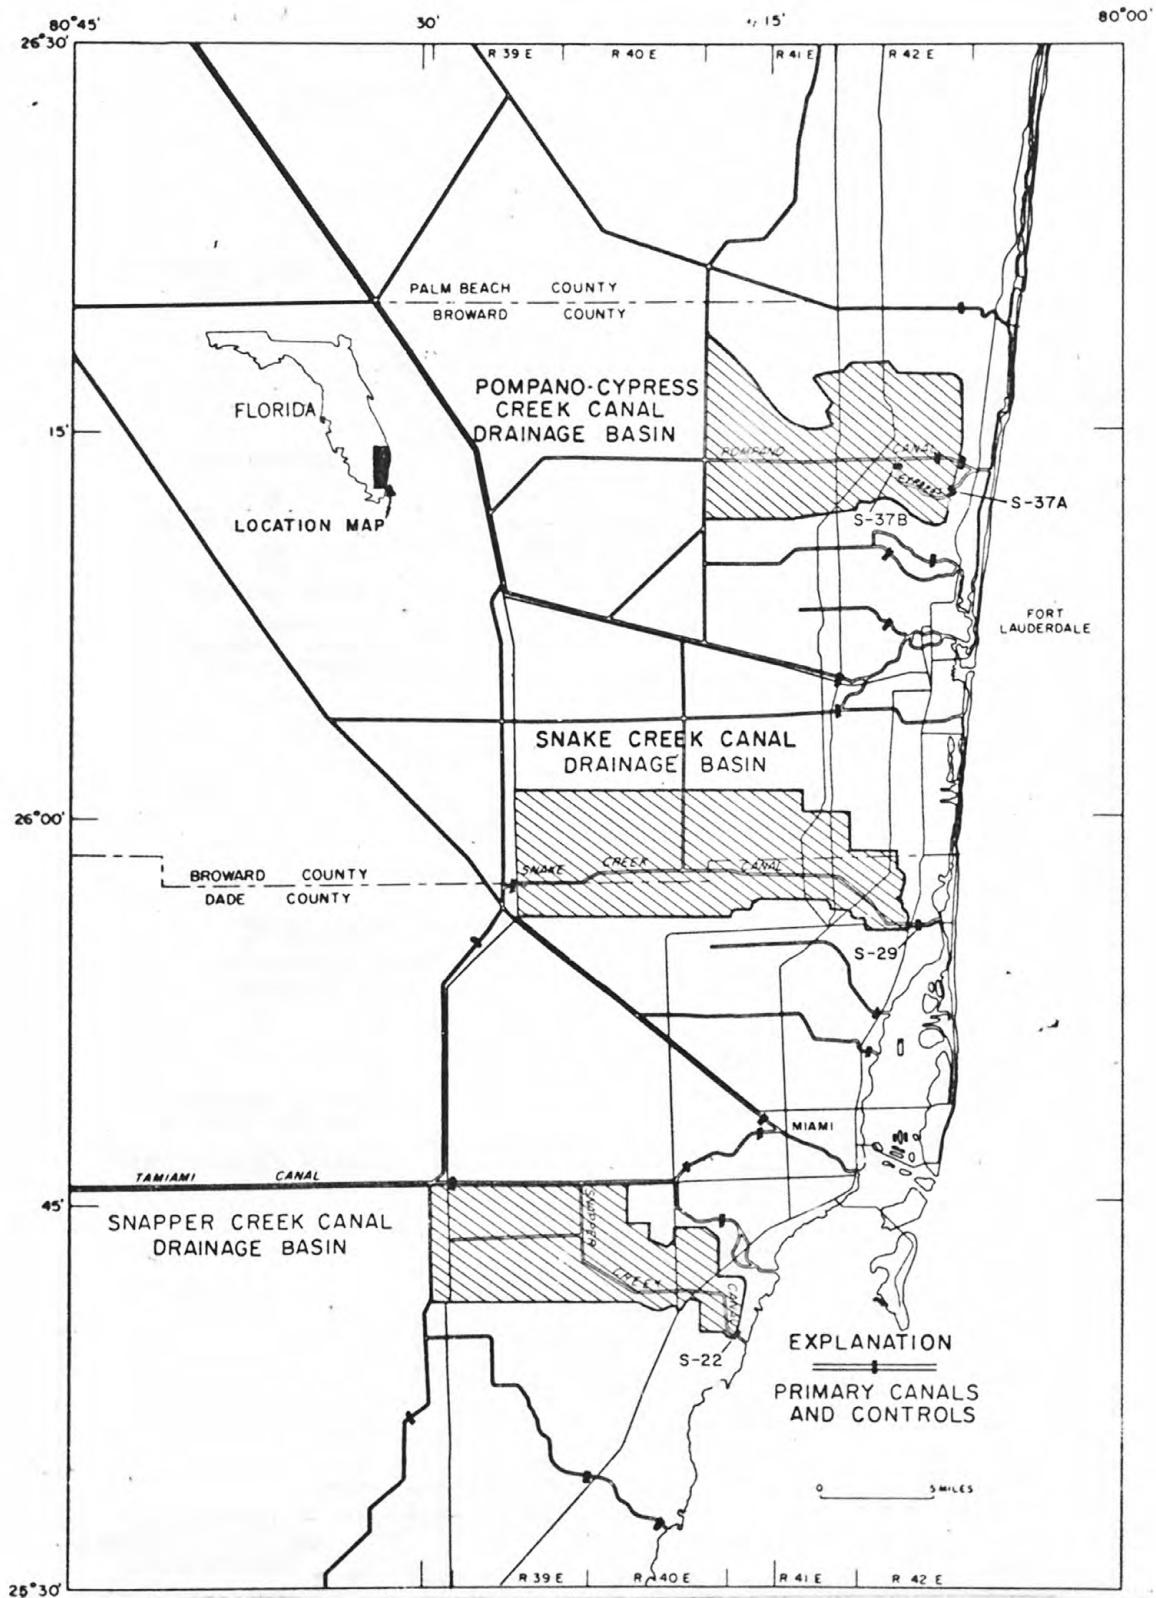 80°45' 30' 15' 80°00'
26°30'
R 39 E R 40 E R 41 E R 42 E
PALM BEACH COUNTY
BROWARD COUNTY
POMPANO-CYPRESS
CREEK CANAL
DRAINAGE BASIN
FLORIDA
15'
POMPANO CANAL
CYPRESS
S-37A
S-37B
LOCATION MAP
FORT
LAUDERDALE
SNAKE CREEK CANAL
DRAINAGE BASIN
26°00'
SNAKE CREEK CANAL
BROWARD COUNTY
DADE COUNTY
S-29
MIAMI
TAMIAMI CANAL
45'
SNAPPER CREEK CANAL
DRAINAGE BASIN
SNAPPER
CREEK
CANAL
S-22
EXPLANATION
PRIMARY CANALS
AND CONTROLS
0 5 MILES
25°30'
R 39 E R 40 E R 41 E R 42 E